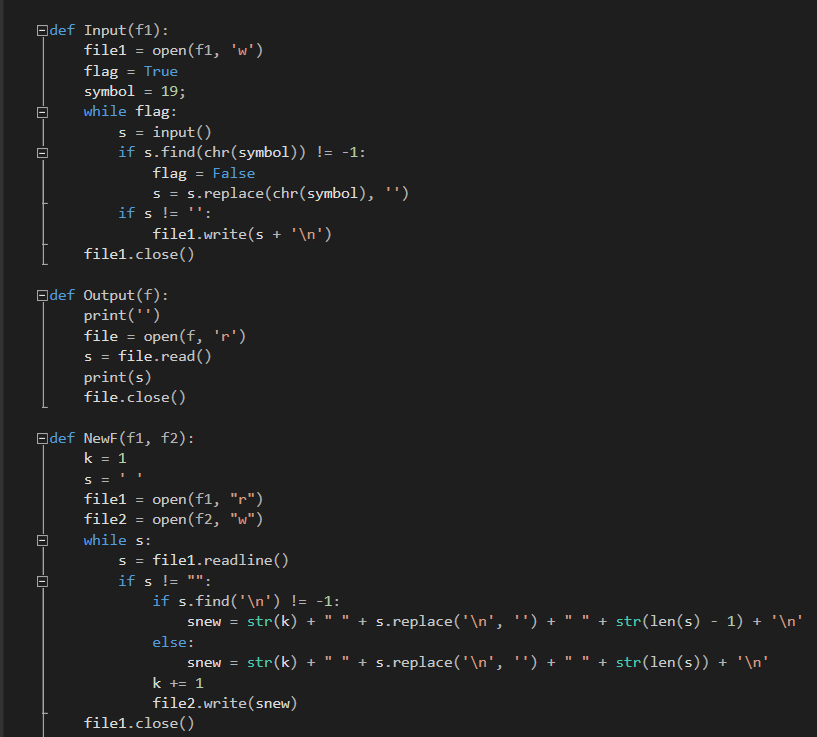 def Input(f1):
    file1 = open(f1, 'w')
    flag = True
    symbol = 19;
    while flag:
        s = input()
        if s.find(chr(symbol)) != -1:
            flag = False
            s = s.replace(chr(symbol), '')
        if s != '':
            file1.write(s + '\n')
    file1.close()

def Output(f):
    print('')
    file = open(f, 'r')
    s = file.read()
    print(s)
    file.close()

def NewF(f1, f2):
    k = 1
    s = ' '
    file1 = open(f1, "r")
    file2 = open(f2, "w")
    while s:
        s = file1.readline()
        if s != "":
            if s.find('\n') != -1:
                snew = str(k) + " " + s.replace('\n', '') + " " + str(len(s) - 1) + '\n'
            else:
                snew = str(k) + " " + s.replace('\n', '') + " " + str(len(s)) + '\n'
            k += 1
            file2.write(snew)
    file1.close()